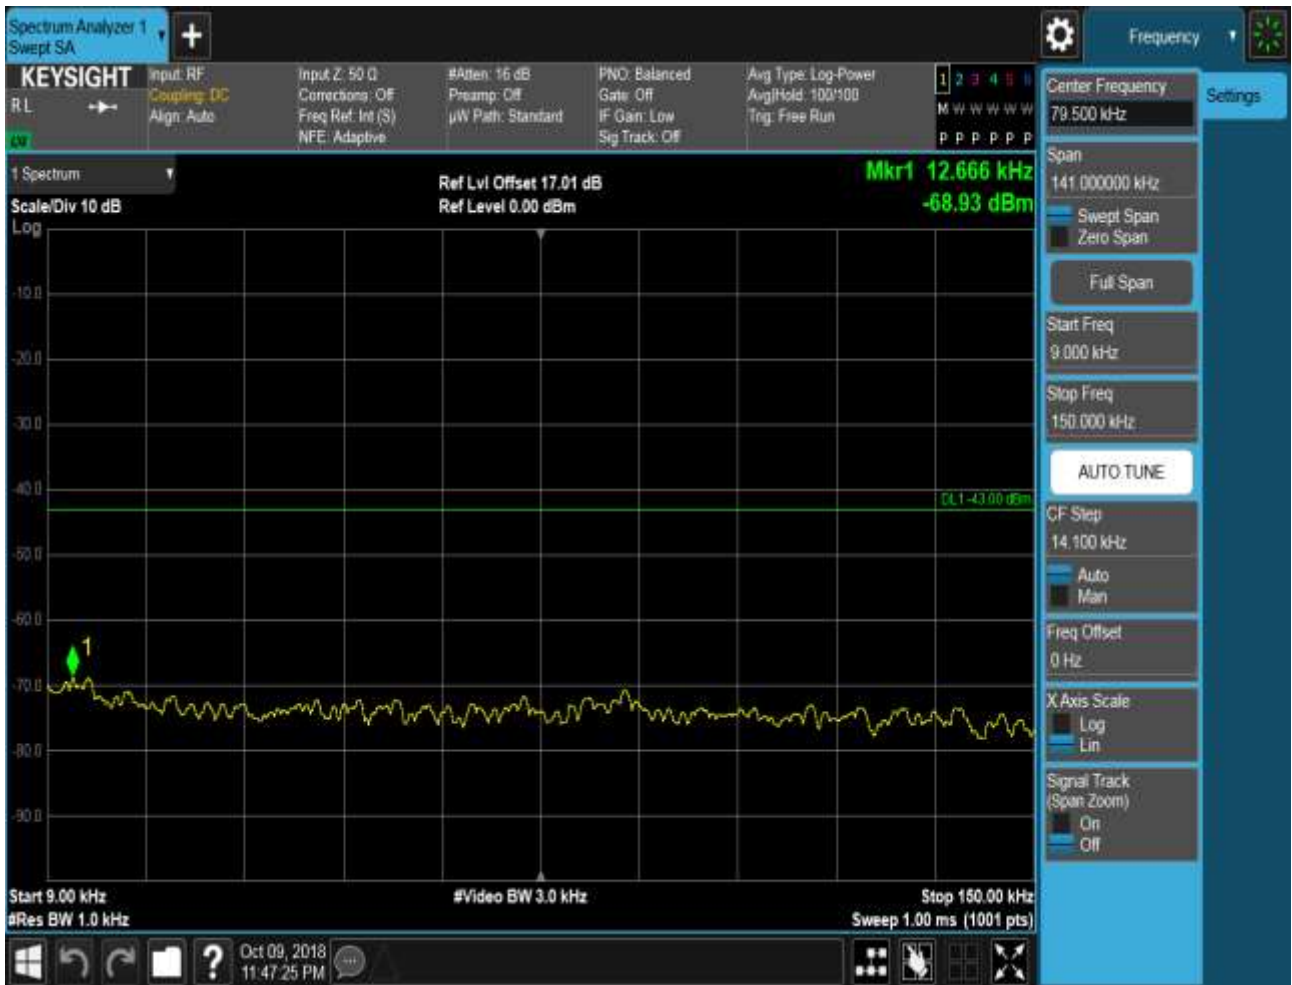 Spectrum Analyzer 1
Swept SA
Frequency
KEYSIGHT
Input: RF
Input Z: 50 Ω
#Atten: 16 dB
PNO: Balanced
Avg Type: Log-Power
1 2 3 4 5 6
R L
Coupling: DC
Corrections: Off
Preamp: Off
Gate: Off
Avg|Hold: 100/100
M W W W W W
Align: Auto
Freq Ref: Int (S)
µW Path: Standard
IF Gain: Low
Trig: Free Run
NFE: Adaptive
Sig Track: Off
P P P P P P
1 Spectrum
Scale/Div 10 dB
Ref Lvl Offset 17.01 dB
Ref Level 0.00 dBm
Mkr1 12.666 kHz
-68.93 dBm
Log
-10.0
-20.0
-30.0
-40.0
DL1 -43.00 dBm
-50.0
-60.0
1
-70.0
-80.0
-90.0
Start 9.00 kHz
#Video BW 3.0 kHz
Stop 150.00 kHz
#Res BW 1.0 kHz
Sweep 1.00 ms (1001 pts)
?
Oct 09, 2018
11:47:25 PM
Center Frequency
79.500 kHz
Settings
Span
141.000000 kHz
Swept Span
Zero Span
Full Span
Start Freq
9.000 kHz
Stop Freq
150.000 kHz
AUTO TUNE
CF Step
14.100 kHz
Auto
Man
Freq Offset
0 Hz
X Axis Scale
Log
Lin
Signal Track
(Span Zoom)
On
Off